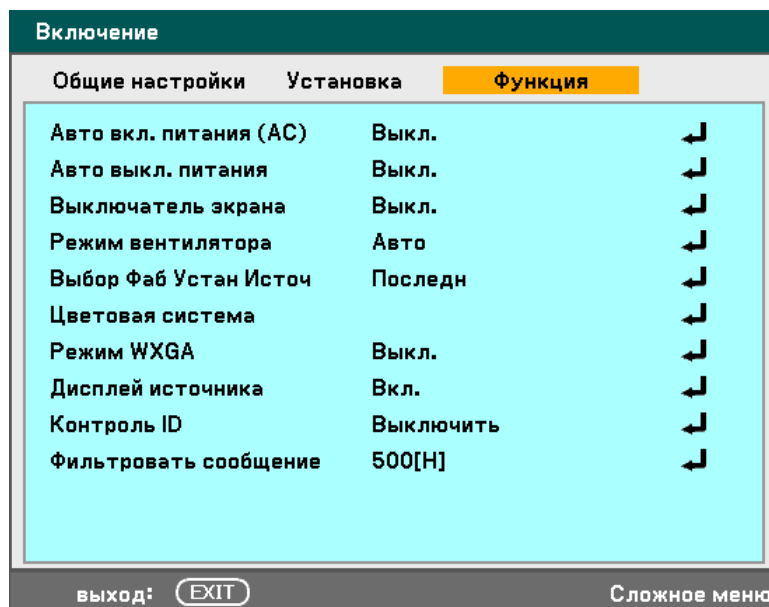 Включение
Общие настройки Установка Функция
Авто вкл. питания (AC) Выкл.
Авто выкл. питания Выкл.
Выключатель экрана Выкл.
Режим вентилятора Авто
Выбор Фаб Устан Источ Последн
Цветовая система
Режим WXGA Выкл.
Дисплей источника Вкл.
Контроль ID Выключить
Фильтровать сообщение 500[H]
выход: EXIT Сложное меню